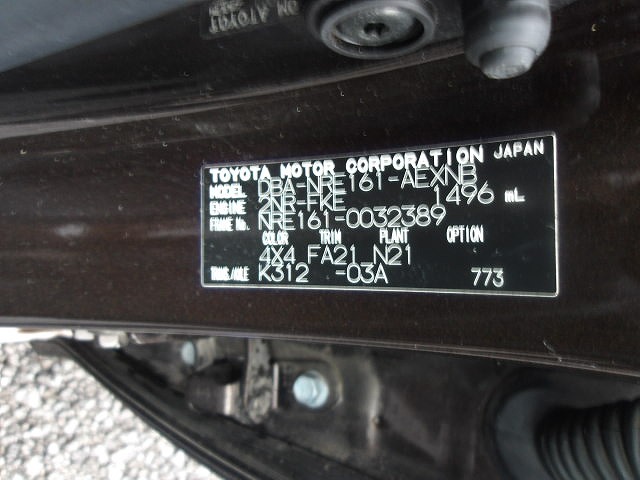 TOYOTA MOTOR CORPORATION JAPAN
MODEL DBA-NRE161-AEXNB
ENGINE 2NR-FKE 1496 mL
FRAME No. NRE161-0032389
COLOR TRIM PLANT OPTION
4X4 FA21 N21
TRANS./AXLE K312 -03A 773